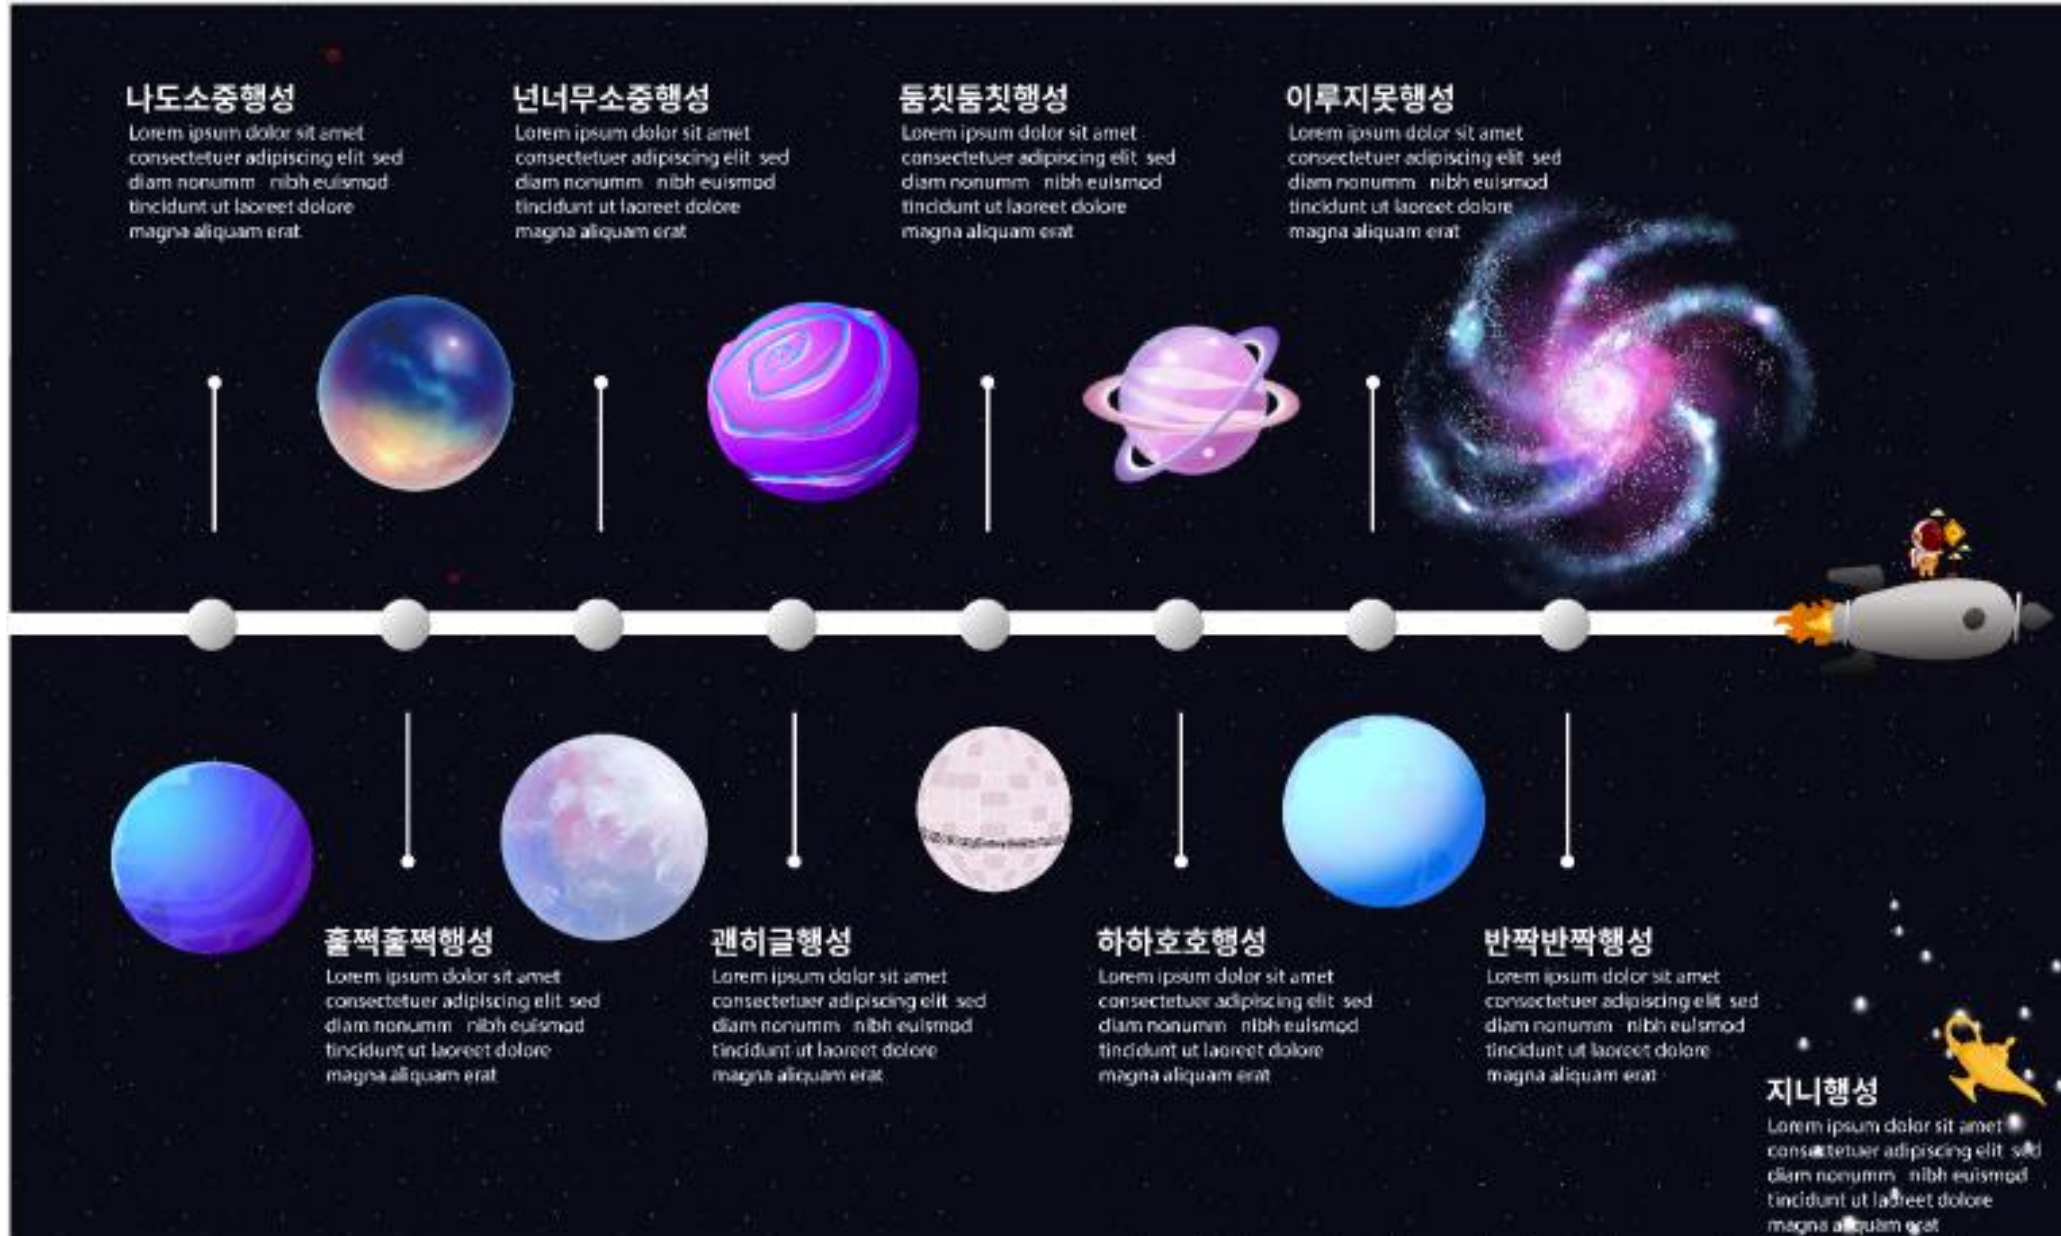 나도소중행성
Lorem ipsum dolor sit amet
consectetuer adipiscing elit sed
diam nonumm nibh euismod
tincidunt ut laoreet dolore
magna aliquam erat
넌너무소중행성
Lorem ipsum dolor sit amet
consectetuer adipiscing elit sed
diam nonumm nibh euismod
tincidunt ut laoreet dolore
magna aliquam erat
둠칫둠칫행성
Lorem ipsum dolor sit amet
consectetuer adipiscing elit sed
diam nonumm nibh euismod
tincidunt ut laoreet dolore
magna aliquam erat
이루지못행성
Lorem ipsum dolor sit amet
consectetuer adipiscing elit sed
diam nonumm nibh euismod
tincidunt ut laoreet dolore
magna aliquam erat
훌쩍훌쩍행성
Lorem ipsum dolor sit amet
consectetuer adipiscing elit sed
diam nonumm nibh euismod
tincidunt ut laoreet dolore
magna aliquam erat
괜히글행성
Lorem ipsum dolor sit amet
consectetuer adipiscing elit sed
diam nonumm nibh euismod
tincidunt ut laoreet dolore
magna aliquam erat
하하호호행성
Lorem ipsum dolor sit amet
consectetuer adipiscing elit sed
diam nonumm nibh euismod
tincidunt ut laoreet dolore
magna aliquam erat
반짝반짝행성
Lorem ipsum dolor sit amet
consectetuer adipiscing elit sed
diam nonumm nibh euismod
tincidunt ut laoreet dolore
magna aliquam erat
지니행성
Lorem ipsum dolor sit amet
consectetuer adipiscing elit sed
diam nonumm nibh euismod
tincidunt ut laoreet dolore
magna aliquam erat